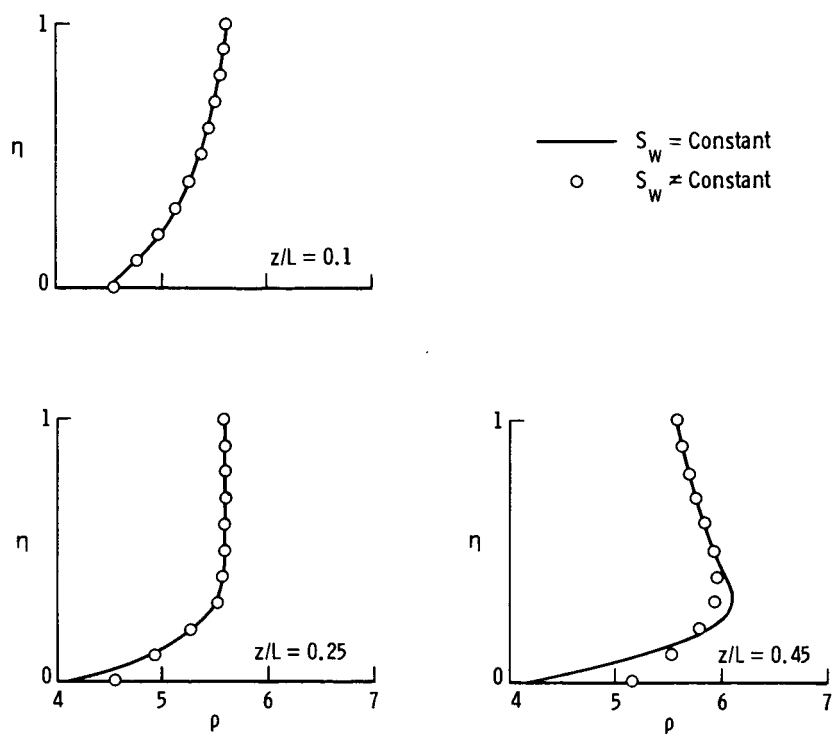 1
η
0
z/L = 0.1
S_w = Constant
S_w ≠ Constant
1
η
0
z/L = 0.25
4 5 6 7
ρ
1
η
0
z/L = 0.45
4 5 6 7
ρ